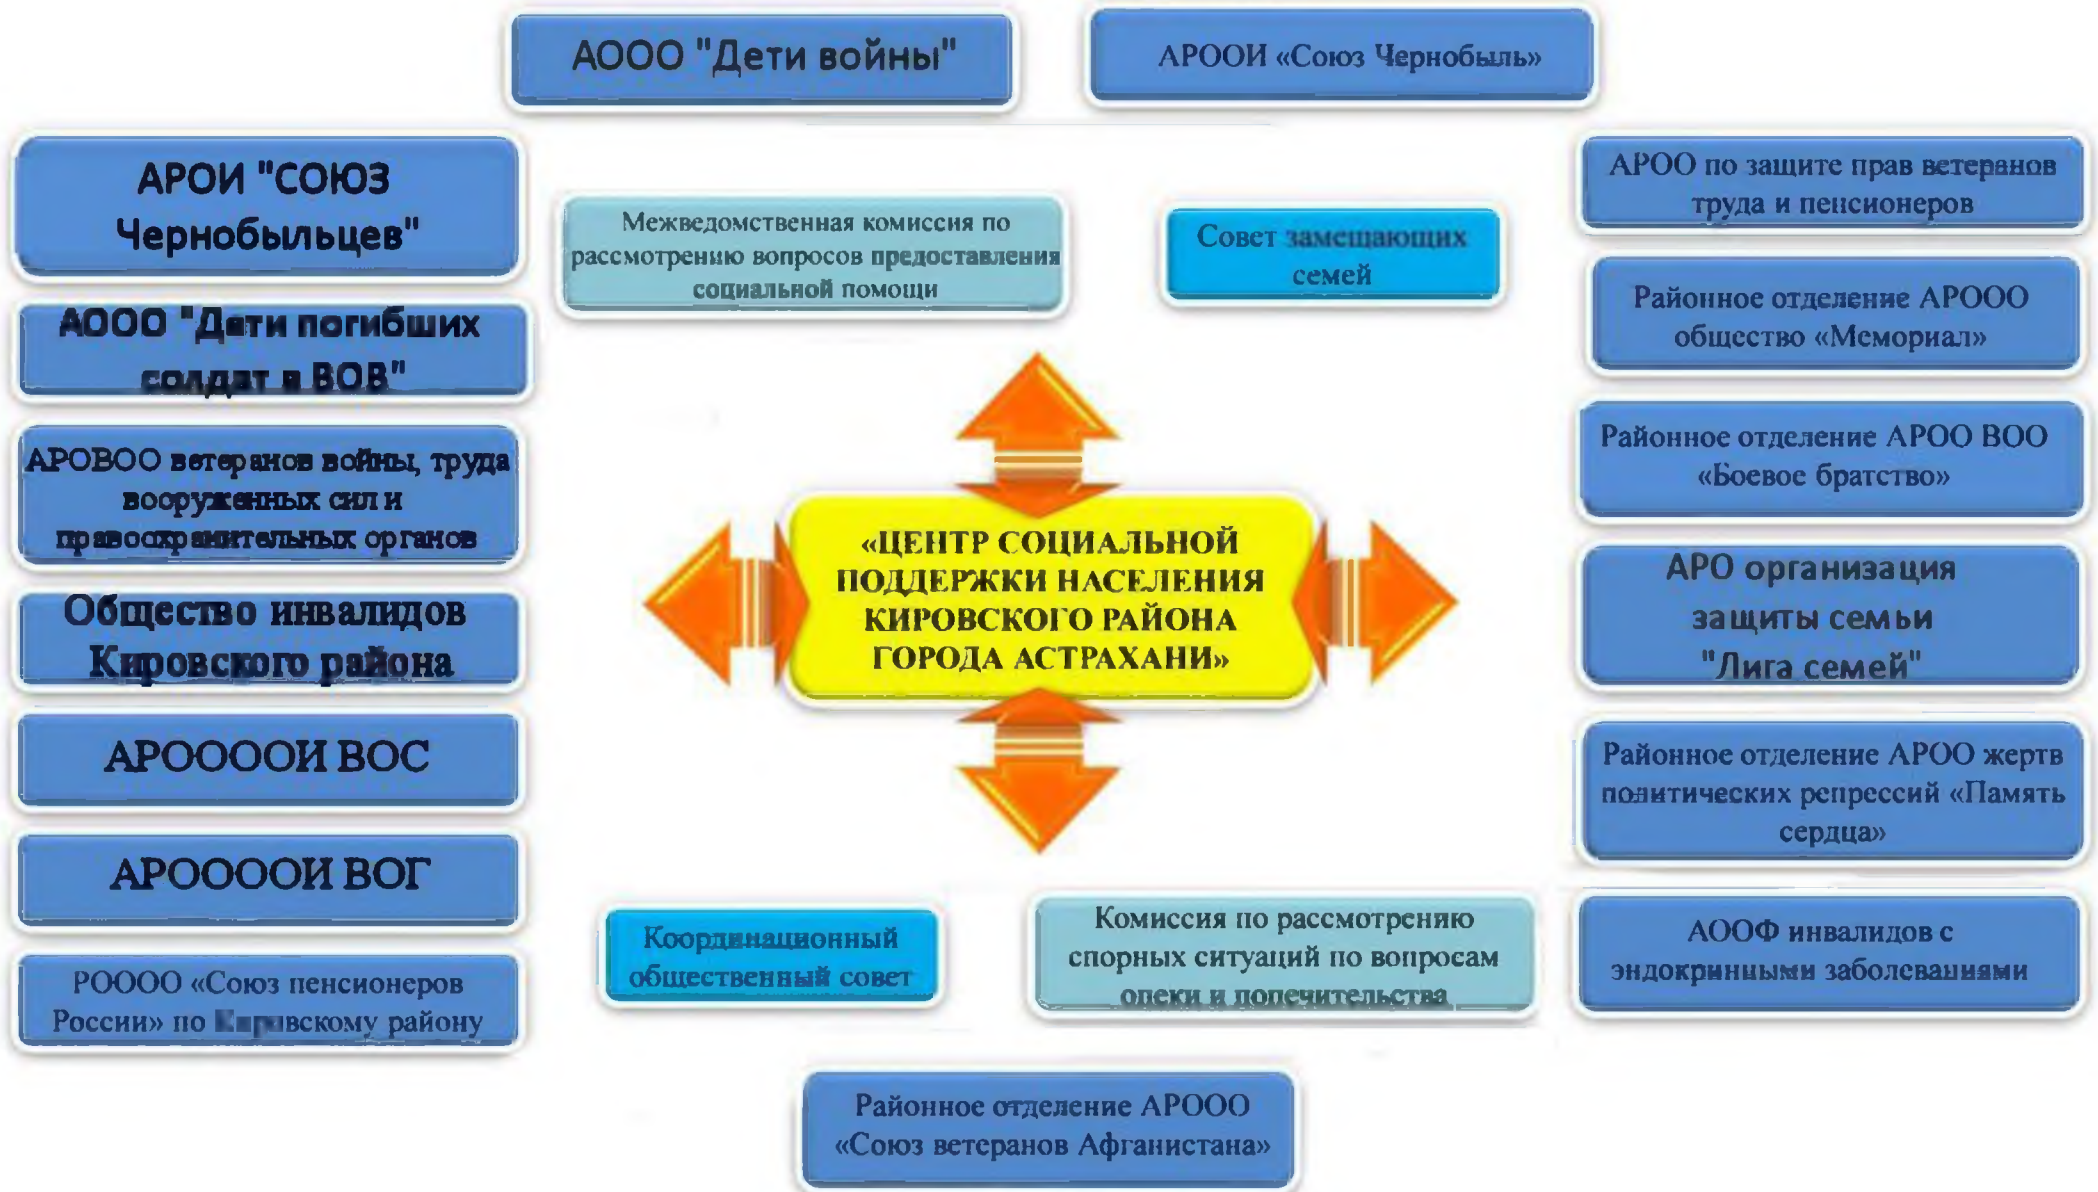 АООО "Дети войны"
АРООИ «Союз Чернобыль»
АРОИ "СОЮЗ
Чернобыльцев"
АООО "Дети погибших
солдат в ВОВ"
АРОВОО ветеранов войны, труда
вооруженных сил и
правоохранительных органов
Общество инвалидов
Кировского района
АРООООИ ВОС
АРООООИ ВОГ
РОООО «Союз пенсионеров
России» по Кировскому району
Межведомственная комиссия по
рассмотрению вопросов предоставления
социальной помощи
Совет замещающих
семей
«ЦЕНТР СОЦИАЛЬНОЙ
ПОДДЕРЖКИ НАСЕЛЕНИЯ
КИРОВСКОГО РАЙОНА
ГОРОДА АСТРАХАНИ»
Координационный
общественный совет
Комиссия по рассмотрению
спорных ситуаций по вопросам
опеки и попечительства
АРОО по защите прав ветеранов
труда и пенсионеров
Районное отделение АРООО
общество «Мемориал»
Районное отделение АРОО ВОО
«Боевое братство»
АРО организация
защиты семьи
"Лига семей"
Районное отделение АРОО жертв
политических репрессий «Память
сердца»
АООФ инвалидов с
эндокринными заболеваниями
Районное отделение АРООО
«Союз ветеранов Афганистана»